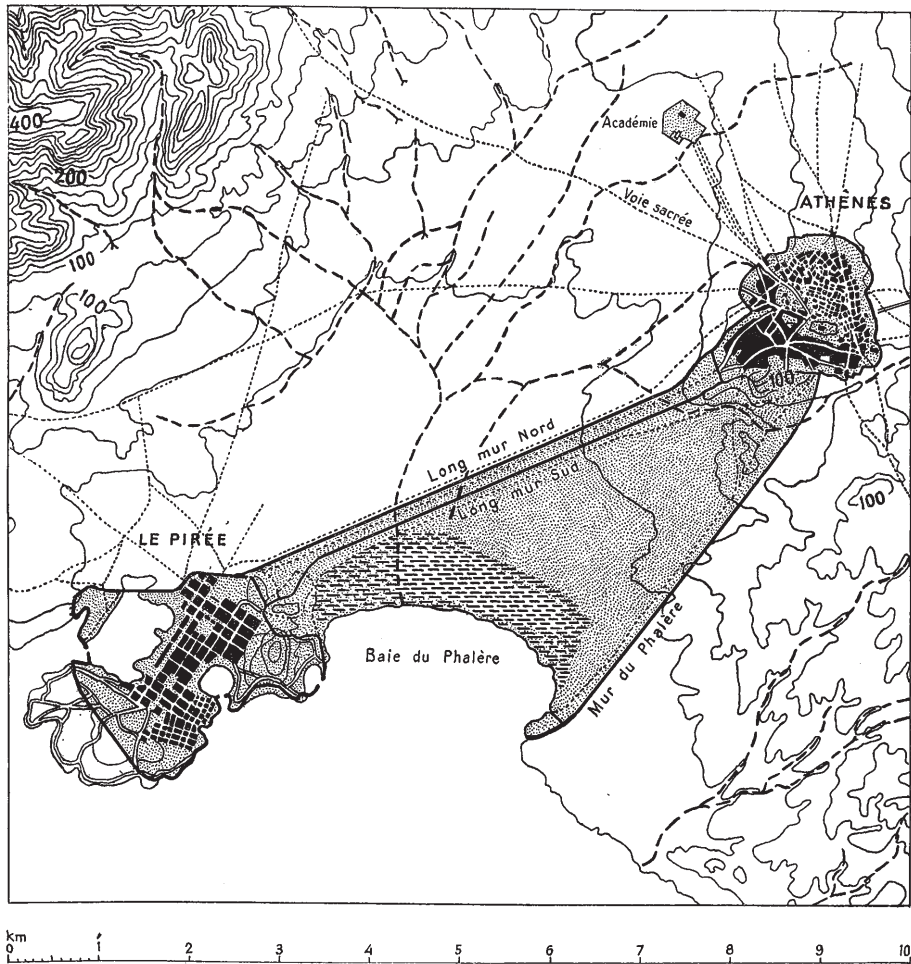 400
200
100
100
Académie
Voie sacrée
ATHÈNES
100
Long mur Nord
Long mur Sud
100
LE PIRÉE
Baie du Phalère
Mur du Phalère
km
0 1 2 3 4 5 6 7 8 9 10